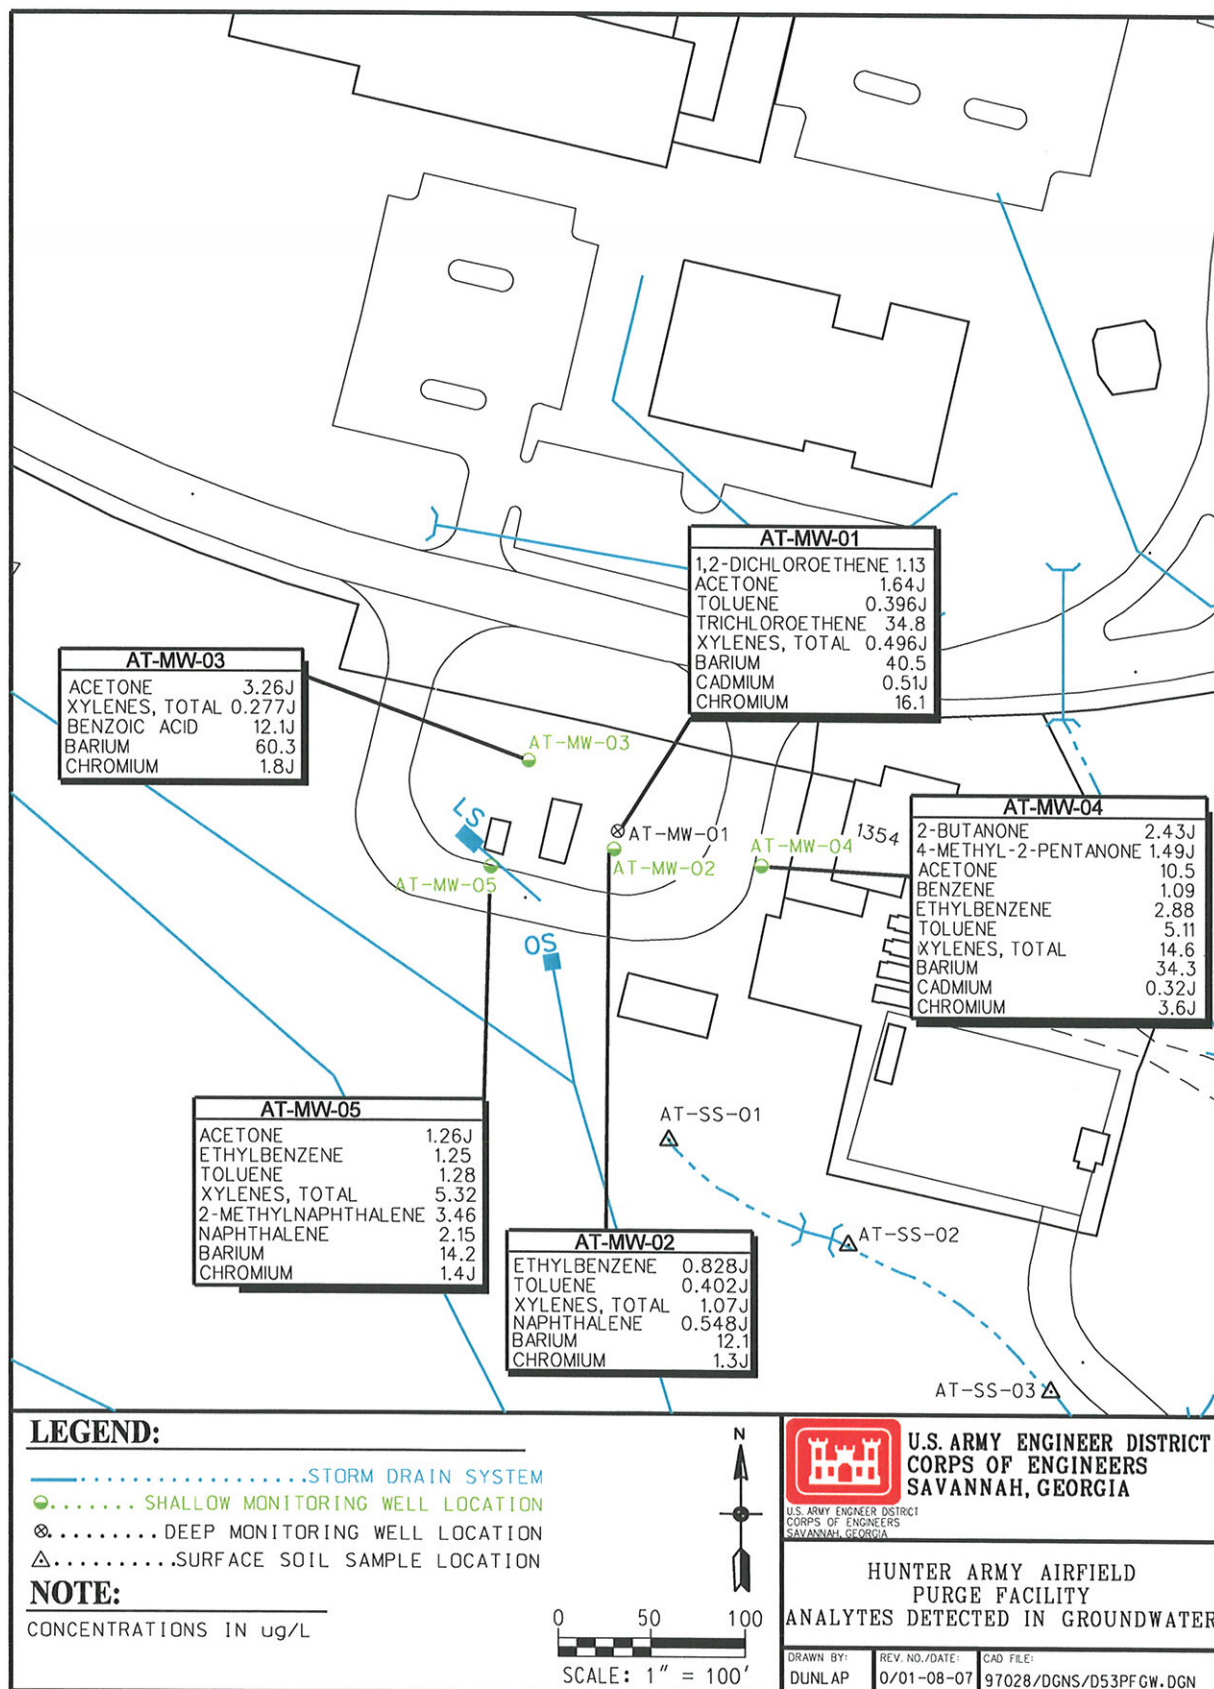 AT-MW-01
1,2-DICHLOROETHENE 1.13
ACETONE 1.64J
TOLUENE 0.396J
TRICHLOROETHENE 34.8
XYLENES, TOTAL 0.496J
BARIUM 40.5
CADMIUM 0.51J
CHROMIUM 16.1
AT-MW-03
ACETONE 3.26J
XYLENES, TOTAL 0.277J
BENZOIC ACID 12.1J
BARIUM 60.3
CHROMIUM 1.8J
AT-MW-03
LS
AT-MW-01
AT-MW-02
AT-MW-04
AT-MW-05
1354
OS
AT-MW-04
2-BUTANONE 2.43J
4-METHYL-2-PENTANONE 1.49J
ACETONE 10.5
BENZENE 1.09
ETHYLBENZENE 2.88
TOLUENE 5.11
XYLENES, TOTAL 14.6
BARIUM 34.3
CADMIUM 0.32J
CHROMIUM 3.6J
AT-MW-05
ACETONE 1.26J
ETHYLBENZENE 1.25
TOLUENE 1.28
XYLENES, TOTAL 5.32
2-METHYLNAPHTHALENE 3.46
NAPHTHALENE 2.15
BARIUM 14.2
CHROMIUM 1.4J
AT-SS-01
AT-SS-02
AT-MW-02
ETHYLBENZENE 0.828J
TOLUENE 0.402J
XYLENES, TOTAL 1.07J
NAPHTHALENE 0.548J
BARIUM 12.1
CHROMIUM 1.3J
AT-SS-03
LEGEND:
STORM DRAIN SYSTEM
SHALLOW MONITORING WELL LOCATION
DEEP MONITORING WELL LOCATION
SURFACE SOIL SAMPLE LOCATION
NOTE:
CONCENTRATIONS IN ug/L
N
0 50 100
SCALE: 1" = 100'
U.S. ARMY ENGINEER DISTRICT
CORPS OF ENGINEERS
SAVANNAH, GEORGIA
U.S. ARMY ENGINEER DISTRICT
CORPS OF ENGINEERS
SAVANNAH, GEORGIA
HUNTER ARMY AIRFIELD
PURGE FACILITY
ANALYTES DETECTED IN GROUNDWATER
DRAWN BY:
DUNLAP
REV. NO./DATE:
0/01-08-07
CAD FILE:
97028/DGNS/D53PFGW.DGN